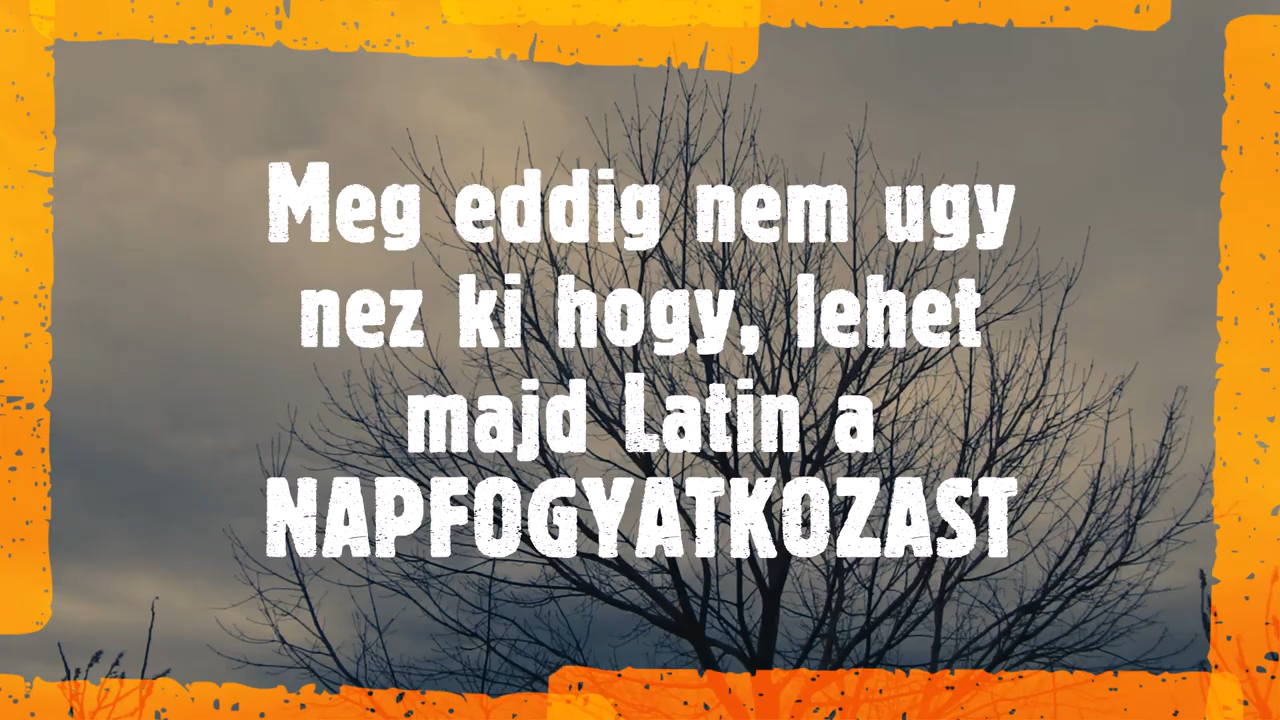 Meg eddig nem ugy
nez ki hogy, lehet
majd Latin a
NAPFOGYATKOZAST